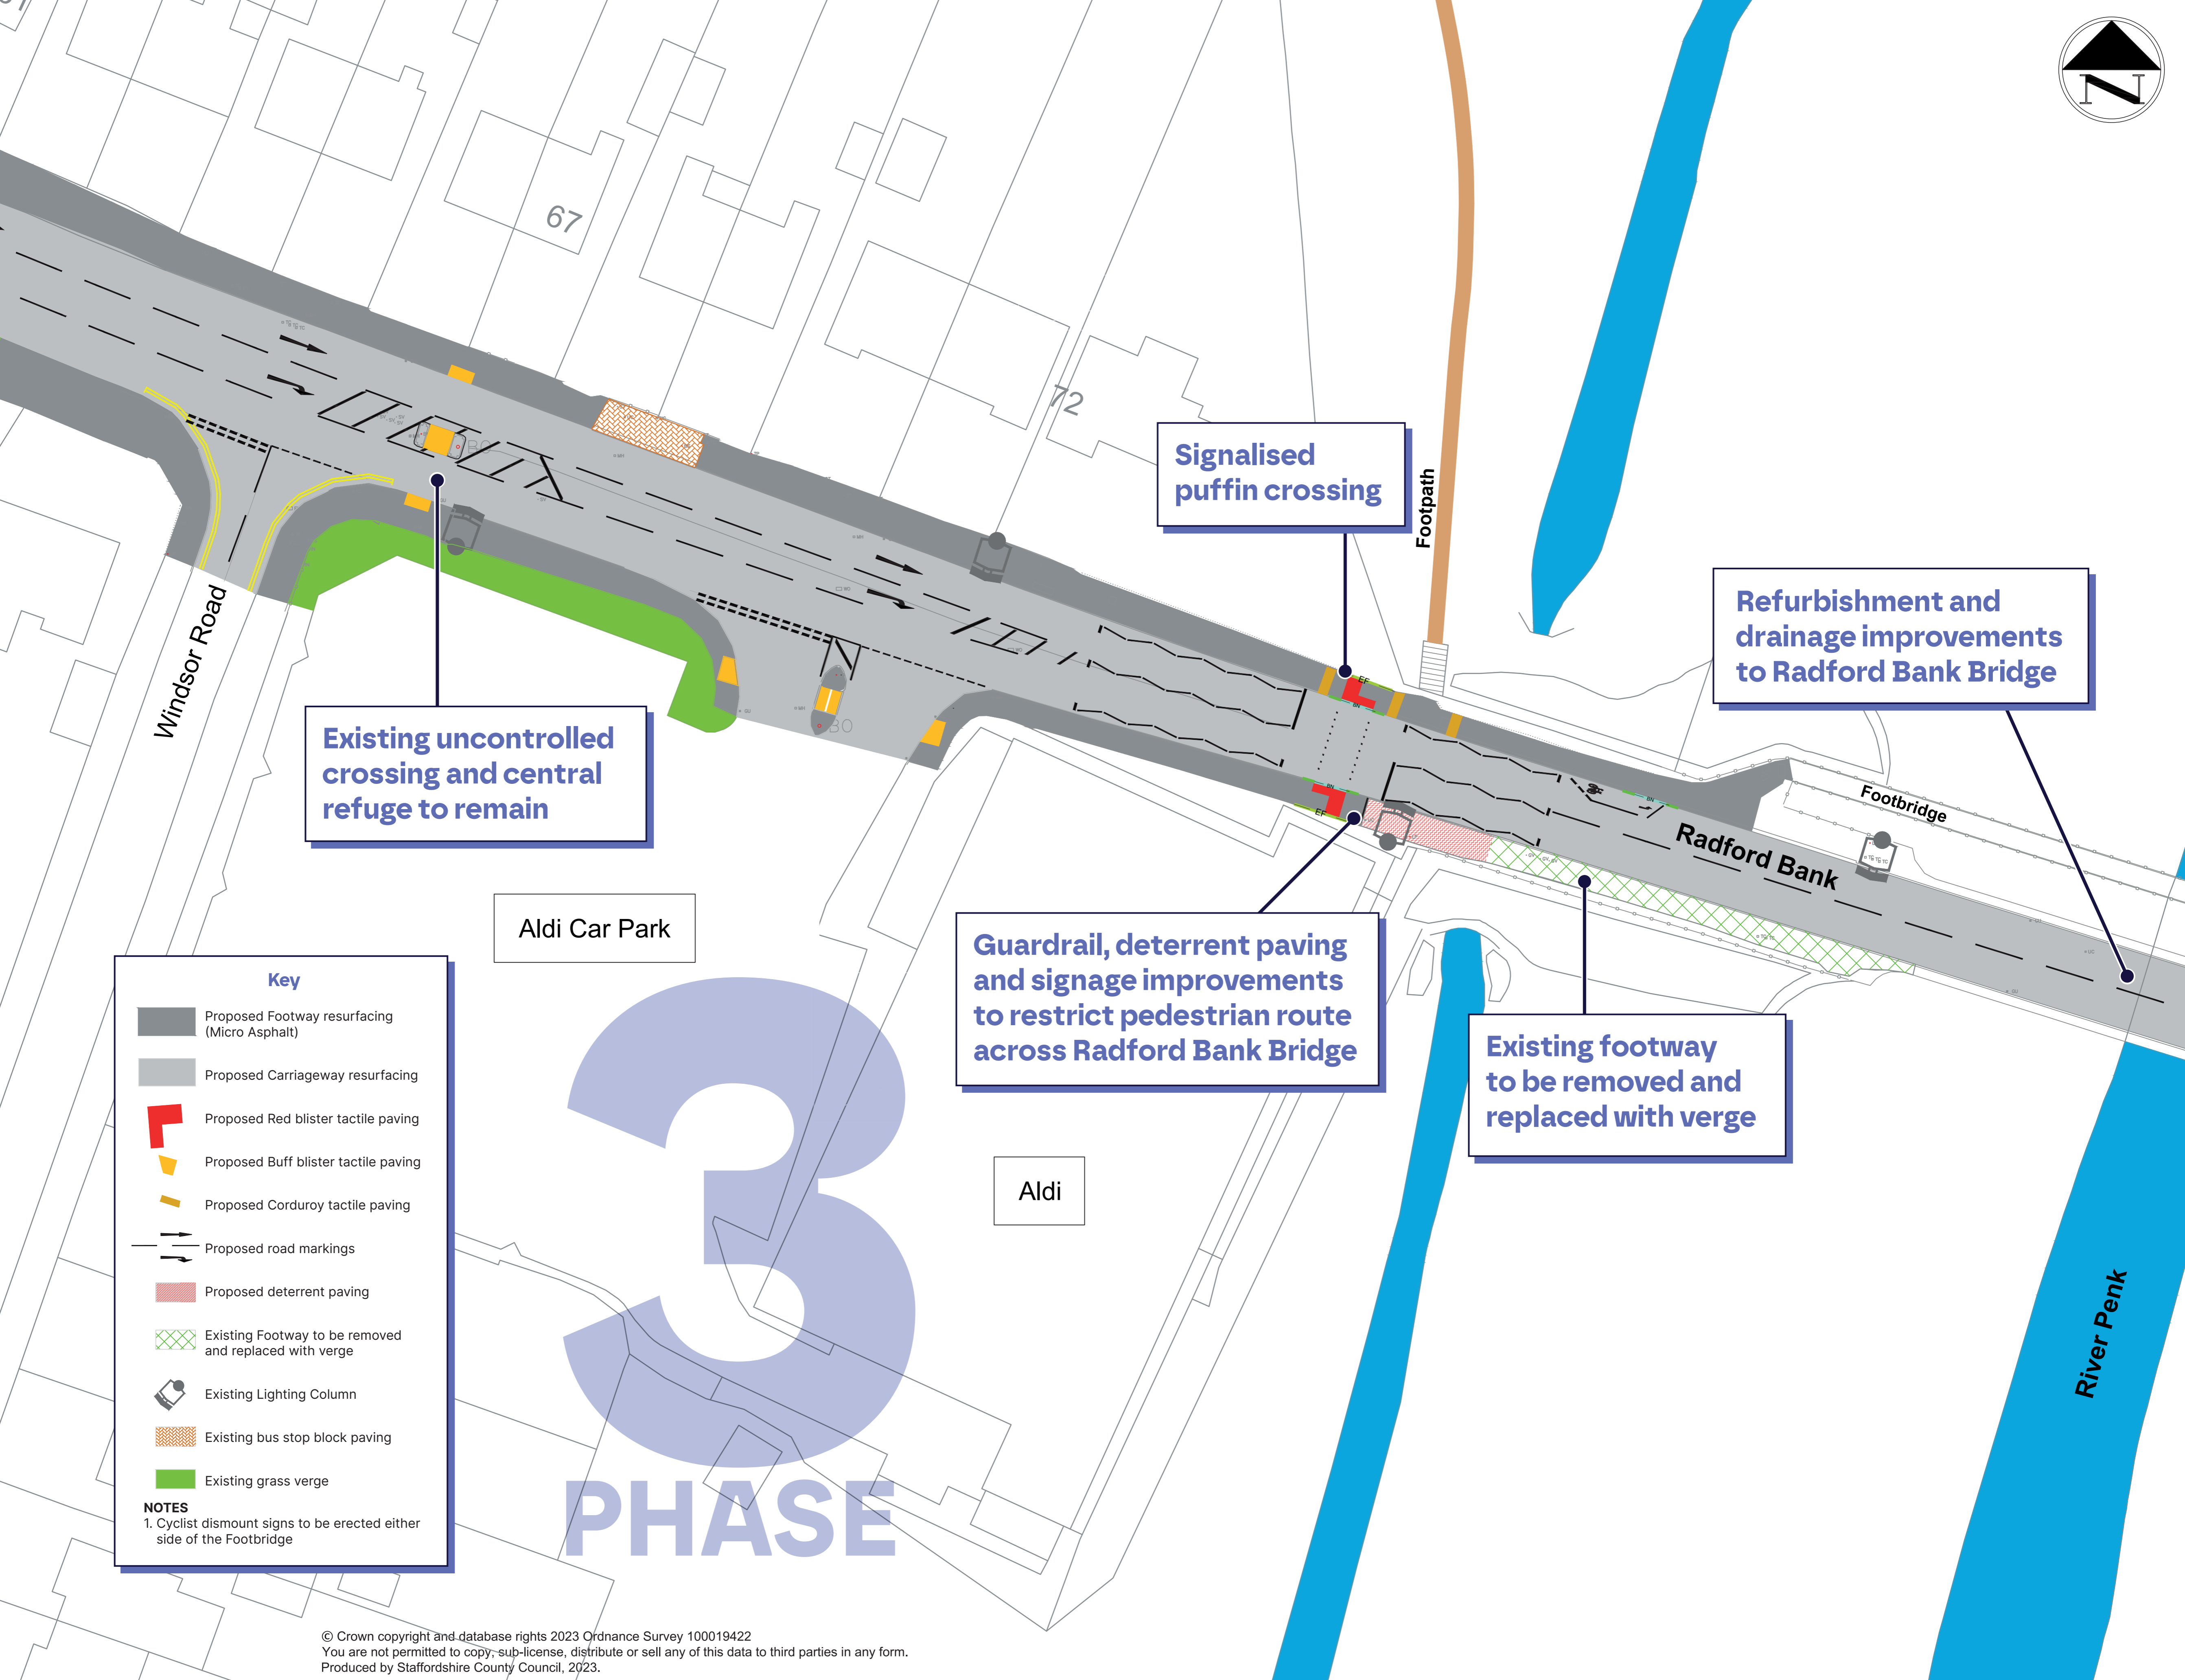 N
67
72
Signalised
puffin crossing
Footpath
Refurbishment and
drainage improvements
to Radford Bank Bridge
Windsor Road
Existing uncontrolled
crossing and central
refuge to remain
EF
BN
BN
EF
BN
Footbridge
Radford Bank
Aldi Car Park
Guardrail, deterrent paving
and signage improvements
to restrict pedestrian route
across Radford Bank Bridge
Existing footway
to be removed and
replaced with verge
Aldi
River Penk
Key
Proposed Footway resurfacing
(Micro Asphalt)
Proposed Carriageway resurfacing
Proposed Red blister tactile paving
Proposed Buff blister tactile paving
Proposed Corduroy tactile paving
Proposed road markings
Proposed deterrent paving
Existing Footway to be removed
and replaced with verge
Existing Lighting Column
Existing bus stop block paving
Existing grass verge
NOTES
1. Cyclist dismount signs to be erected either
side of the Footbridge
3
PHASE
© Crown copyright and database rights 2023 Ordnance Survey 100019422
You are not permitted to copy, sub-license, distribute or sell any of this data to third parties in any form.
Produced by Staffordshire County Council, 2023.